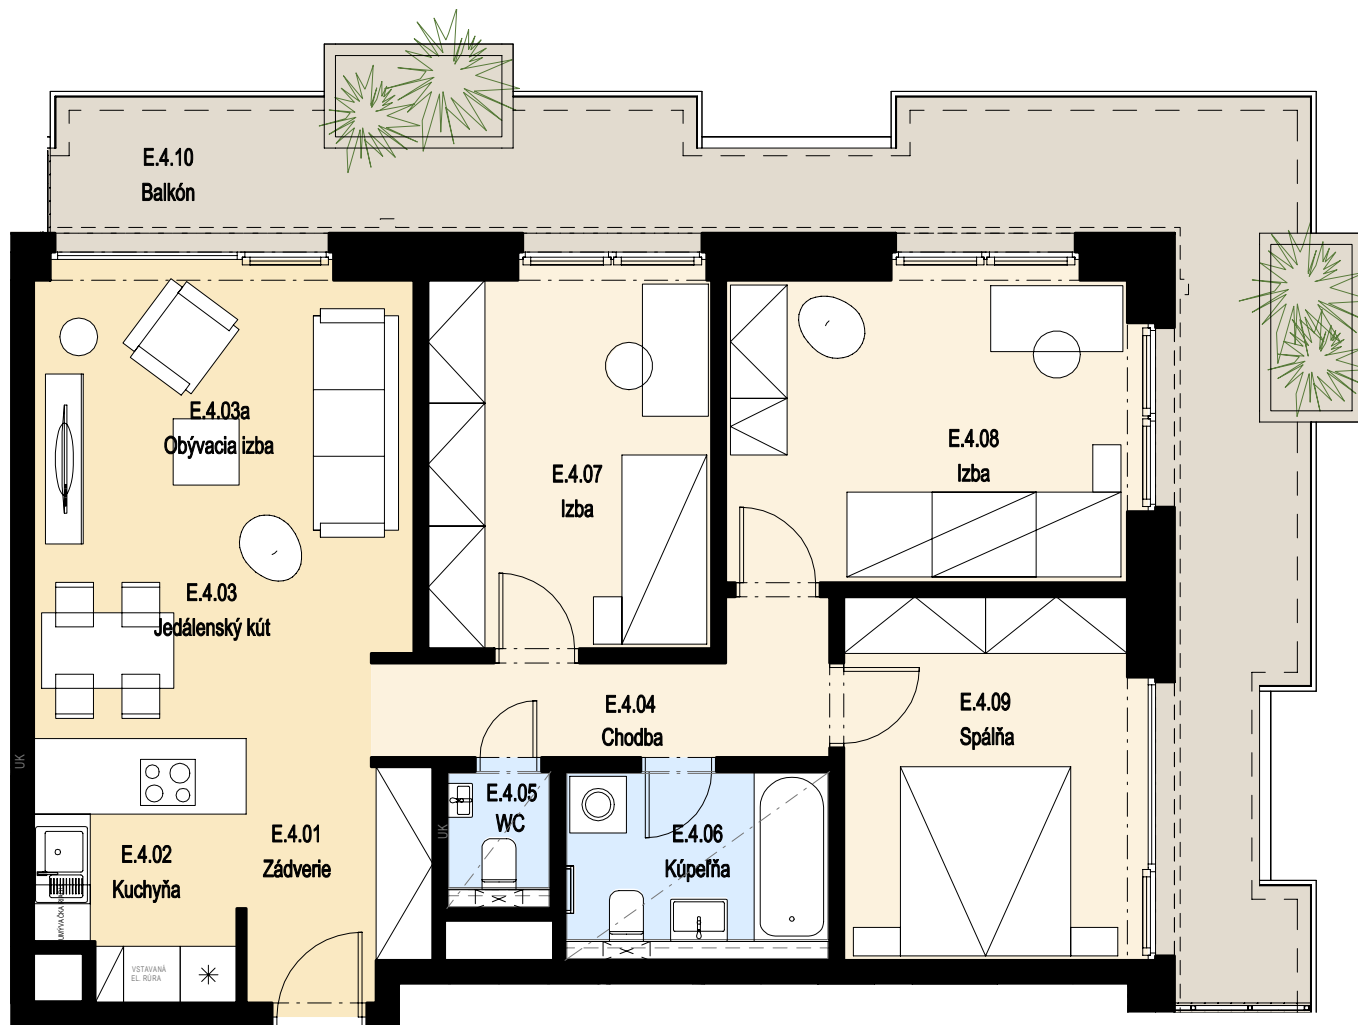 E.4.10
Balkón
E.4.03a
Obývacia izba
E.4.07
Izba
E.4.08
Izba
E.4.03
Jedálenský kút
E.4.04
Chodba
E.4.09
Spálňa
UK
E.4.05
WC
UK
E.4.06
Kúpeľňa
E.4.01
Zádverie
E.4.02
Kuchyňa
VSTAVANÁ
EL. RÚRA